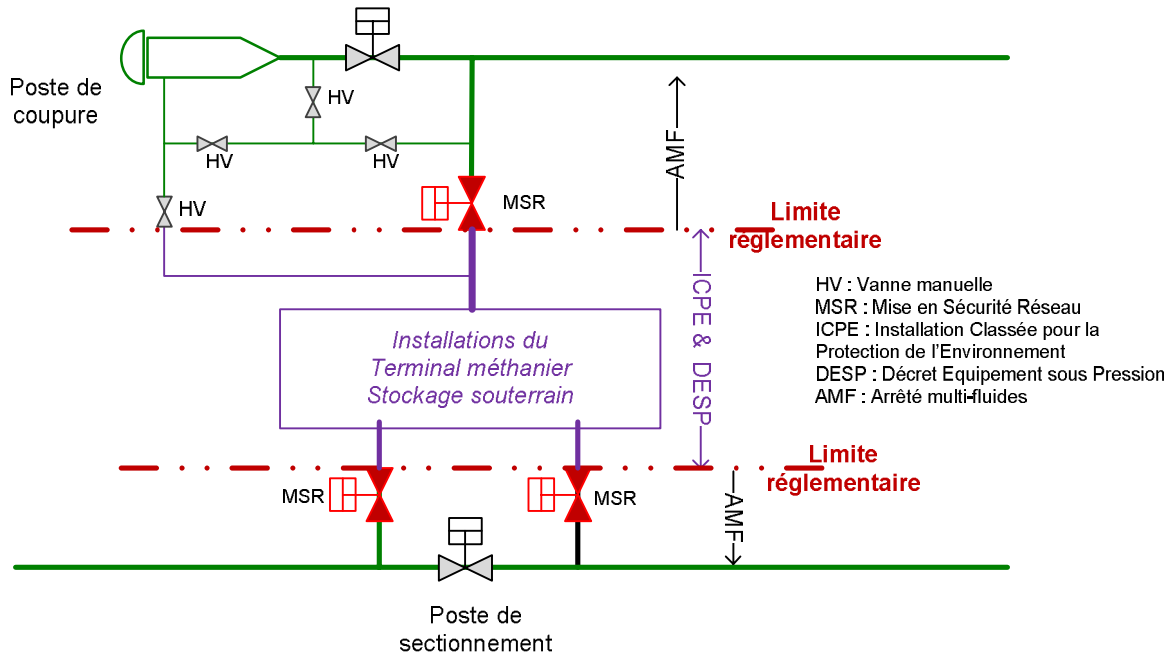 Poste de
coupure
HV
HV
HV
HV
MSR
AMF
Limite
réglementaire
ICPE & DESP
HV : Vanne manuelle
MSR : Mise en Sécurité Réseau
ICPE : Installation Classée pour la
Protection de l'Environnement
DESP : Décret Equipement sous Pression
AMF : Arrêté multi-fluides
Installations du
Terminal méthanier
Stockage souterrain
Limite
réglementaire
MSR
MSR
AMF
Poste de
sectionnement